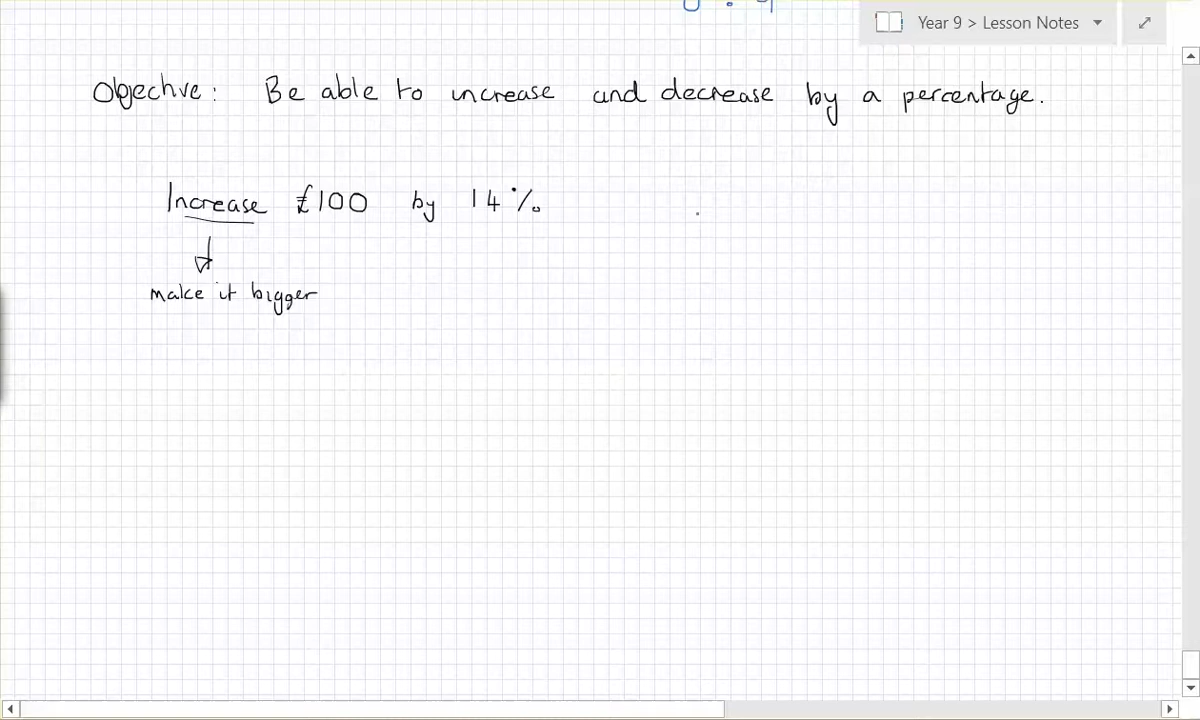 Year 9 > Lesson Notes
Objective: Be able to increase and decrease by a percentage.
Increase £100 by 14%
make it bigger